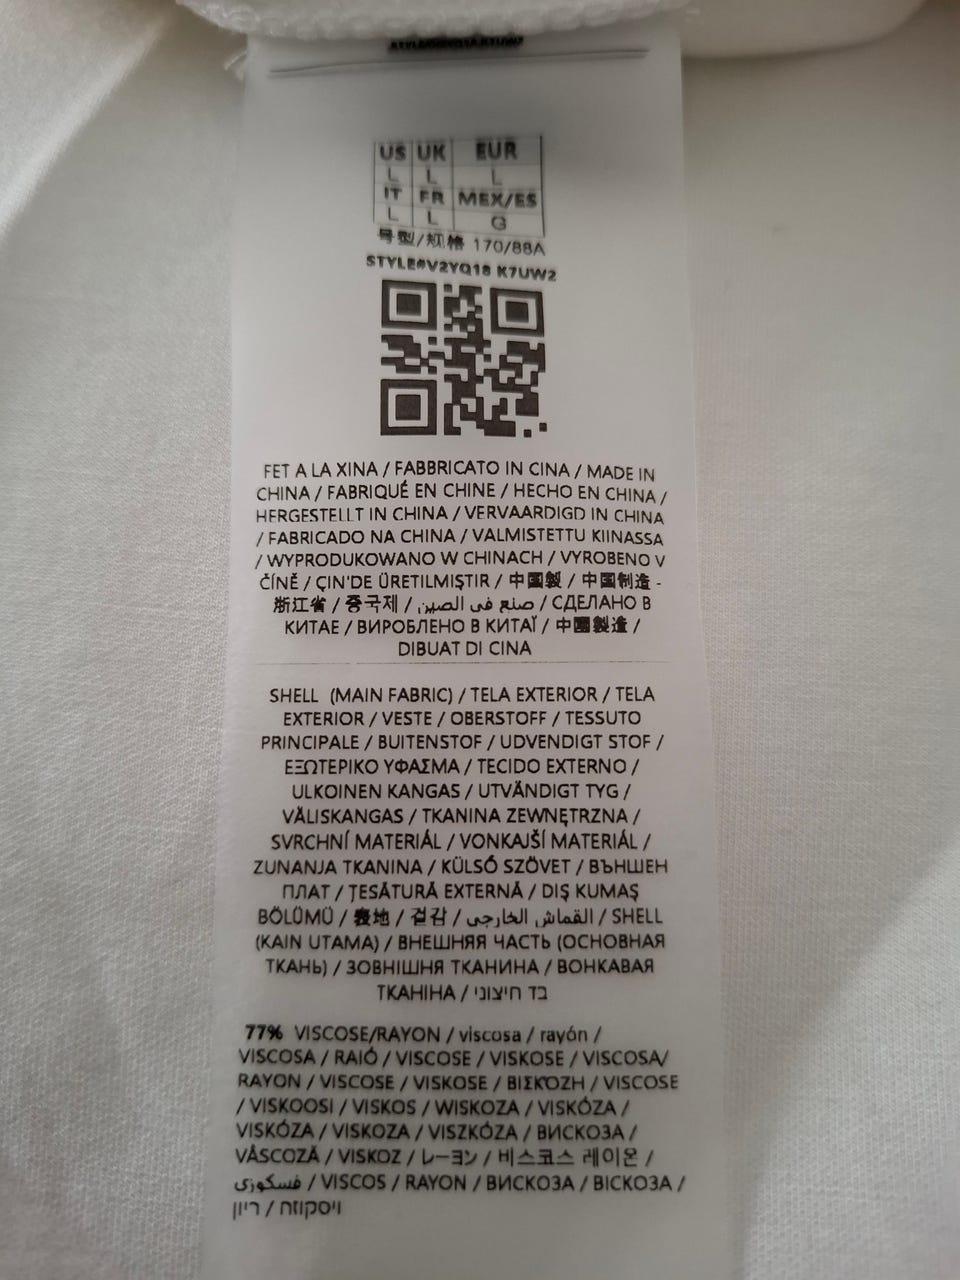 US UK EUR
L L L
IT FR MEX/ES
L L G
号型/规格 170/88A
STYLE#V2YQ18 K7UW2
FET A LA XINA / FABBRICATO IN CINA / MADE IN
CHINA / FABRIQUÉ EN CHINE / HECHO EN CHINA /
HERGESTELLT IN CHINA / VERVAARDIGD IN CHINA
/ FABRICADO NA CHINA / VALMISTETTU KIINASSA
/ WYPRODUKOWANO W CHINACH / VYROBENO V
ČÍNĚ / ÇIN'DE ÜRETILMIŞTIR / 中國製 / 中国制造 -
浙江省 / 중국제 / صنع في الصين / СДЕЛАНО В
КИТАЕ / ВИРОБЛЕНО В КИТАЇ / 中國製造 /
DIBUAT DI CINA
SHELL (MAIN FABRIC) / TELA EXTERIOR / TELA
EXTERIOR / VESTE / OBERSTOFF / TESSUTO
PRINCIPALE / BUITENSTOF / UDVENDIGT STOF /
ΕΞΩΤΕΡΙΚΟ ΥΦΑΣΜΑ / TECIDO EXTERNO /
ULKOINEN KANGAS / UTVÄNDIGT TYG /
VÄLISKANGAS / TKANINA ZEWNĘTRZNA /
SVRCHNÍ MATERIÁL / VONKAJŠÍ MATERIÁL /
ZUNANJA TKANINA / KÜLSŐ SZÖVET / ВЪНШЕН
ПЛАТ / ȚESĂTURĂ EXTERNĂ / DIŞ KUMAŞ
BÖLÜMÜ / 表地 / 겉감 / القماش الخارجي / SHELL
(KAIN UTAMA) / ВНЕШНЯЯ ЧАСТЬ (ОСНОВНАЯ
ТКАНЬ) / ЗОВНІШНЯ ТКАНИНА / ВОНКАВАЯ
ТКАНІНА / בד חיצוני
77% VISCOSE/RAYON / viscosa / rayón /
VISCOSA / RAIÓ / VISCOSE / VISKOSE / VISCOSA/
RAYON / VISCOSE / VISKOSE / ΒΙΣΚΌΖΗ / VISCOSE
/ VISKOOSI / VISKOS / WISKOZA / VISKÓZA /
VISKÓZA / VISKOZA / VISZKÓZA / ВИСКОЗА /
VÂSCOZĂ / VISKOZ / レーヨン / 비스코스 레이온 /
فسكوزي / VISCOS / RAYON / ВИСКОЗА / ВІСКОЗА /
ויסקוזה / ריון